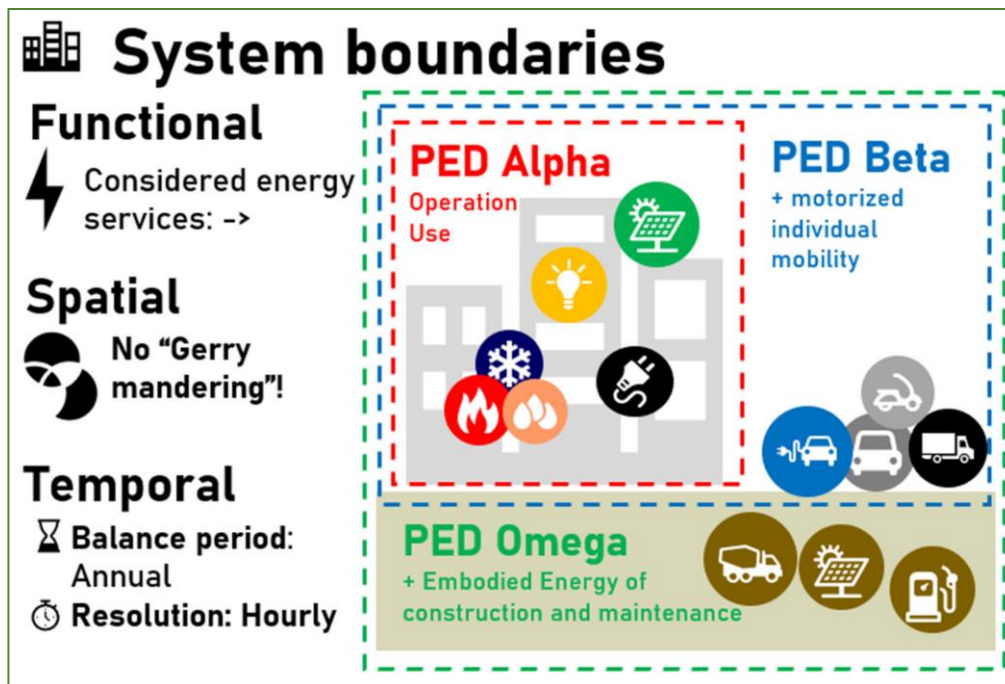 System boundaries
Functional
Considered energy
services: ->
Spatial
No “Gerry
mandering”!
Temporal
Balance period:
Annual
Resolution: Hourly
PED Alpha
Operation
Use
PED Beta
+ motorized
individual
mobility
PED Omega
+ Embodied Energy of
construction and maintenance